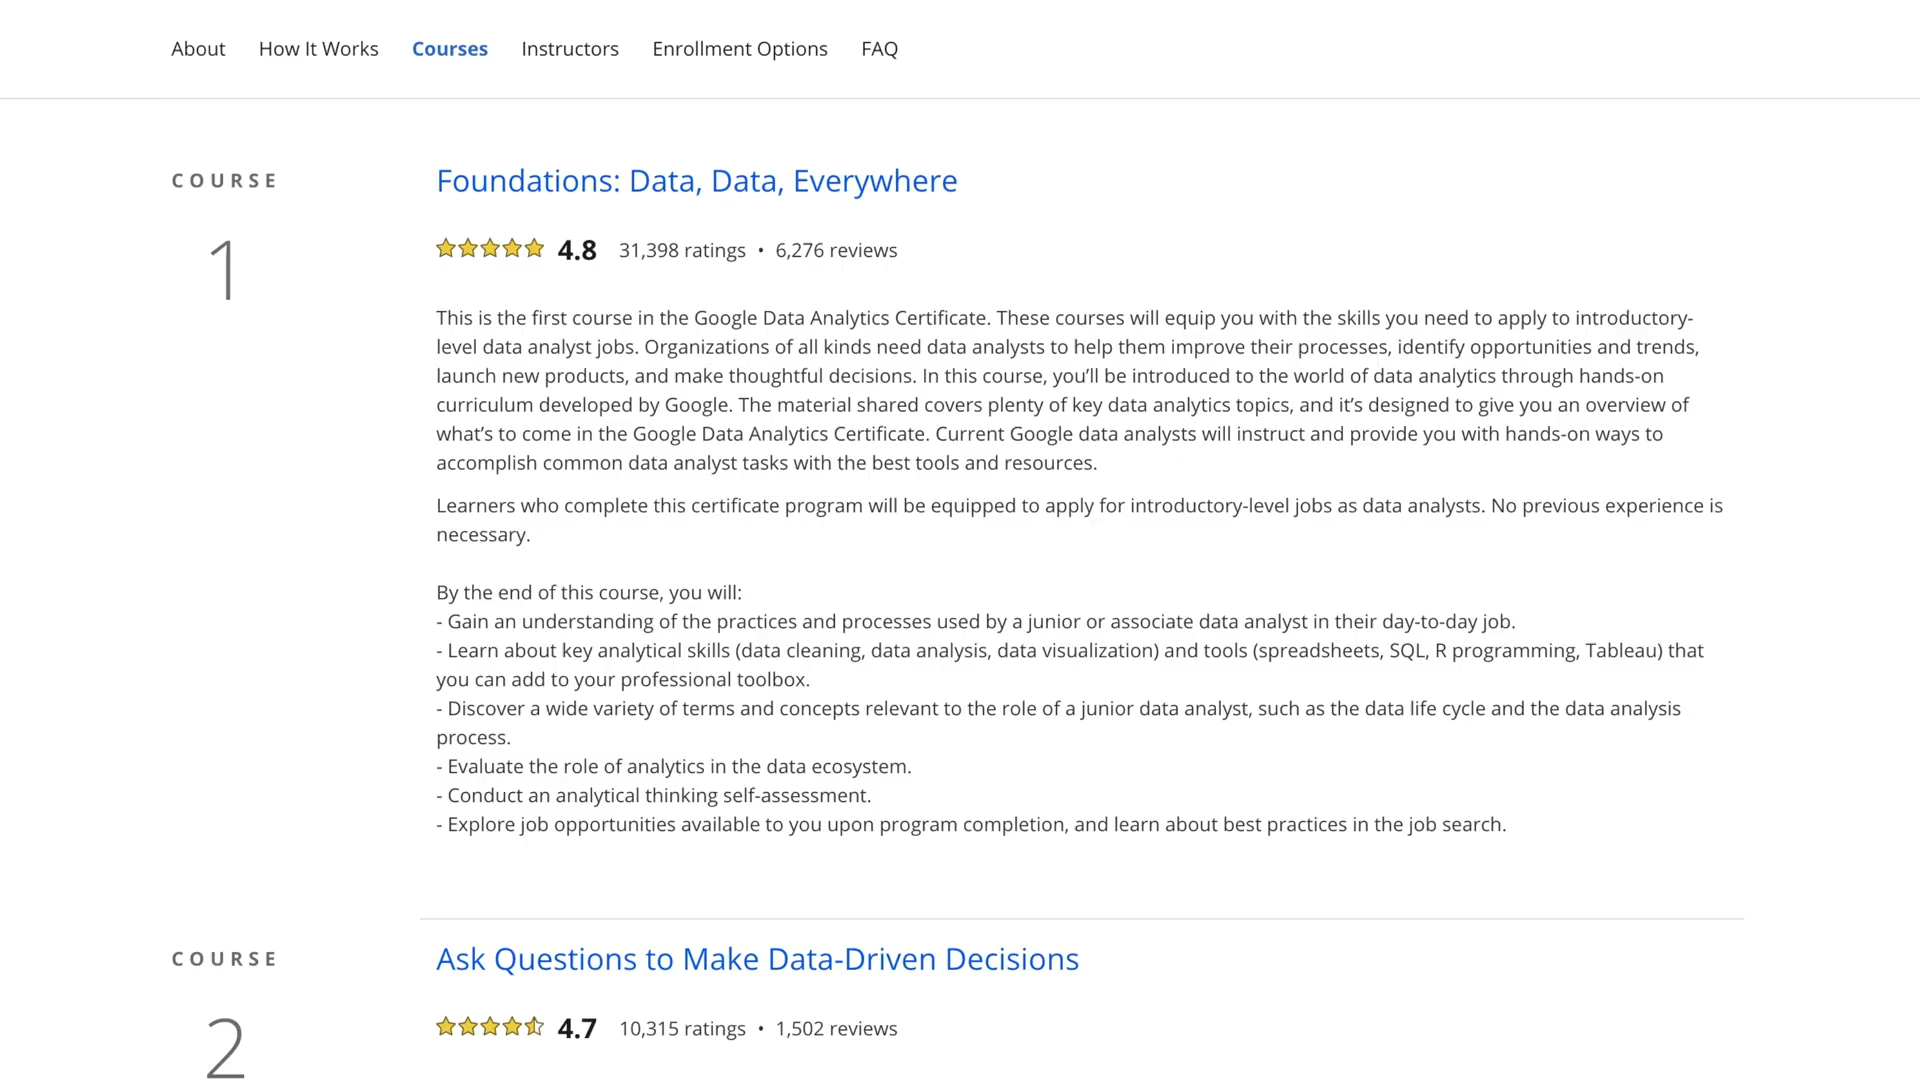 About How It Works Courses Instructors Enrollment Options FAQ
COURSE
1
Foundations: Data, Data, Everywhere
4.8 31,398 ratings • 6,276 reviews
This is the first course in the Google Data Analytics Certificate. These courses will equip you with the skills you need to apply to introductory-
level data analyst jobs. Organizations of all kinds need data analysts to help them improve their processes, identify opportunities and trends,
launch new products, and make thoughtful decisions. In this course, you’ll be introduced to the world of data analytics through hands-on
curriculum developed by Google. The material shared covers plenty of key data analytics topics, and it’s designed to give you an overview of
what’s to come in the Google Data Analytics Certificate. Current Google data analysts will instruct and provide you with hands-on ways to
accomplish common data analyst tasks with the best tools and resources.
Learners who complete this certificate program will be equipped to apply for introductory-level jobs as data analysts. No previous experience is
necessary.
By the end of this course, you will:
- Gain an understanding of the practices and processes used by a junior or associate data analyst in their day-to-day job.
- Learn about key analytical skills (data cleaning, data analysis, data visualization) and tools (spreadsheets, SQL, R programming, Tableau) that
you can add to your professional toolbox.
- Discover a wide variety of terms and concepts relevant to the role of a junior data analyst, such as the data life cycle and the data analysis
process.
- Evaluate the role of analytics in the data ecosystem.
- Conduct an analytical thinking self-assessment.
- Explore job opportunities available to you upon program completion, and learn about best practices in the job search.
COURSE
2
Ask Questions to Make Data-Driven Decisions
4.7 10,315 ratings • 1,502 reviews